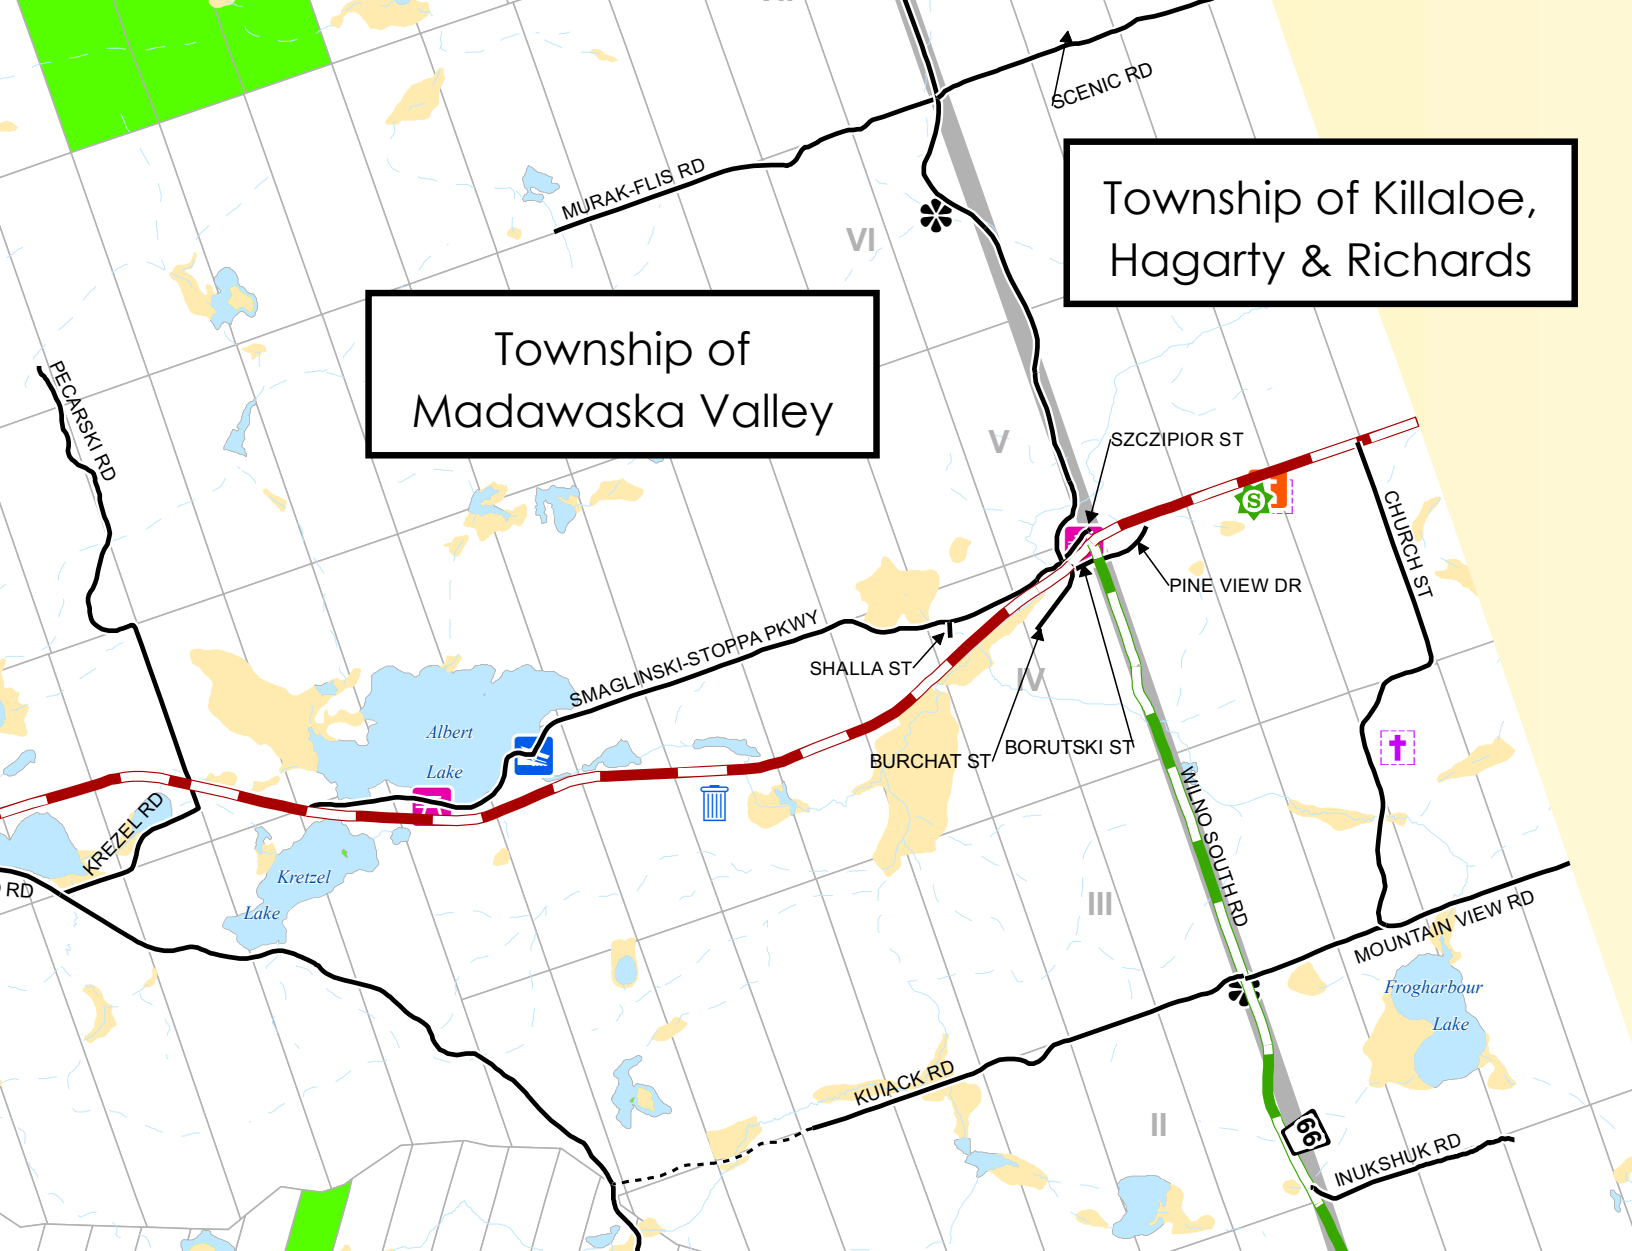 SCENIC RD
MURAK-FLIS RD
Township of Killaloe,
Hagarty & Richards
VI
Township of
Madawaska Valley
PECARSKI RD
V
SZCZIPIOR ST
S
CHURCH ST
PINE VIEW DR
SMAGLINSKI-STOPPA PKWY
SHALLA ST
IV
BURCHAT ST
BORUTSKI ST
Albert
Lake
WILNO SOUTH RD
KREZEL RD
RD
Kretzel
Lake
III
MOUNTAIN VIEW RD
Frogharbour
Lake
KUIACK RD
II
66
INUKSHUK RD